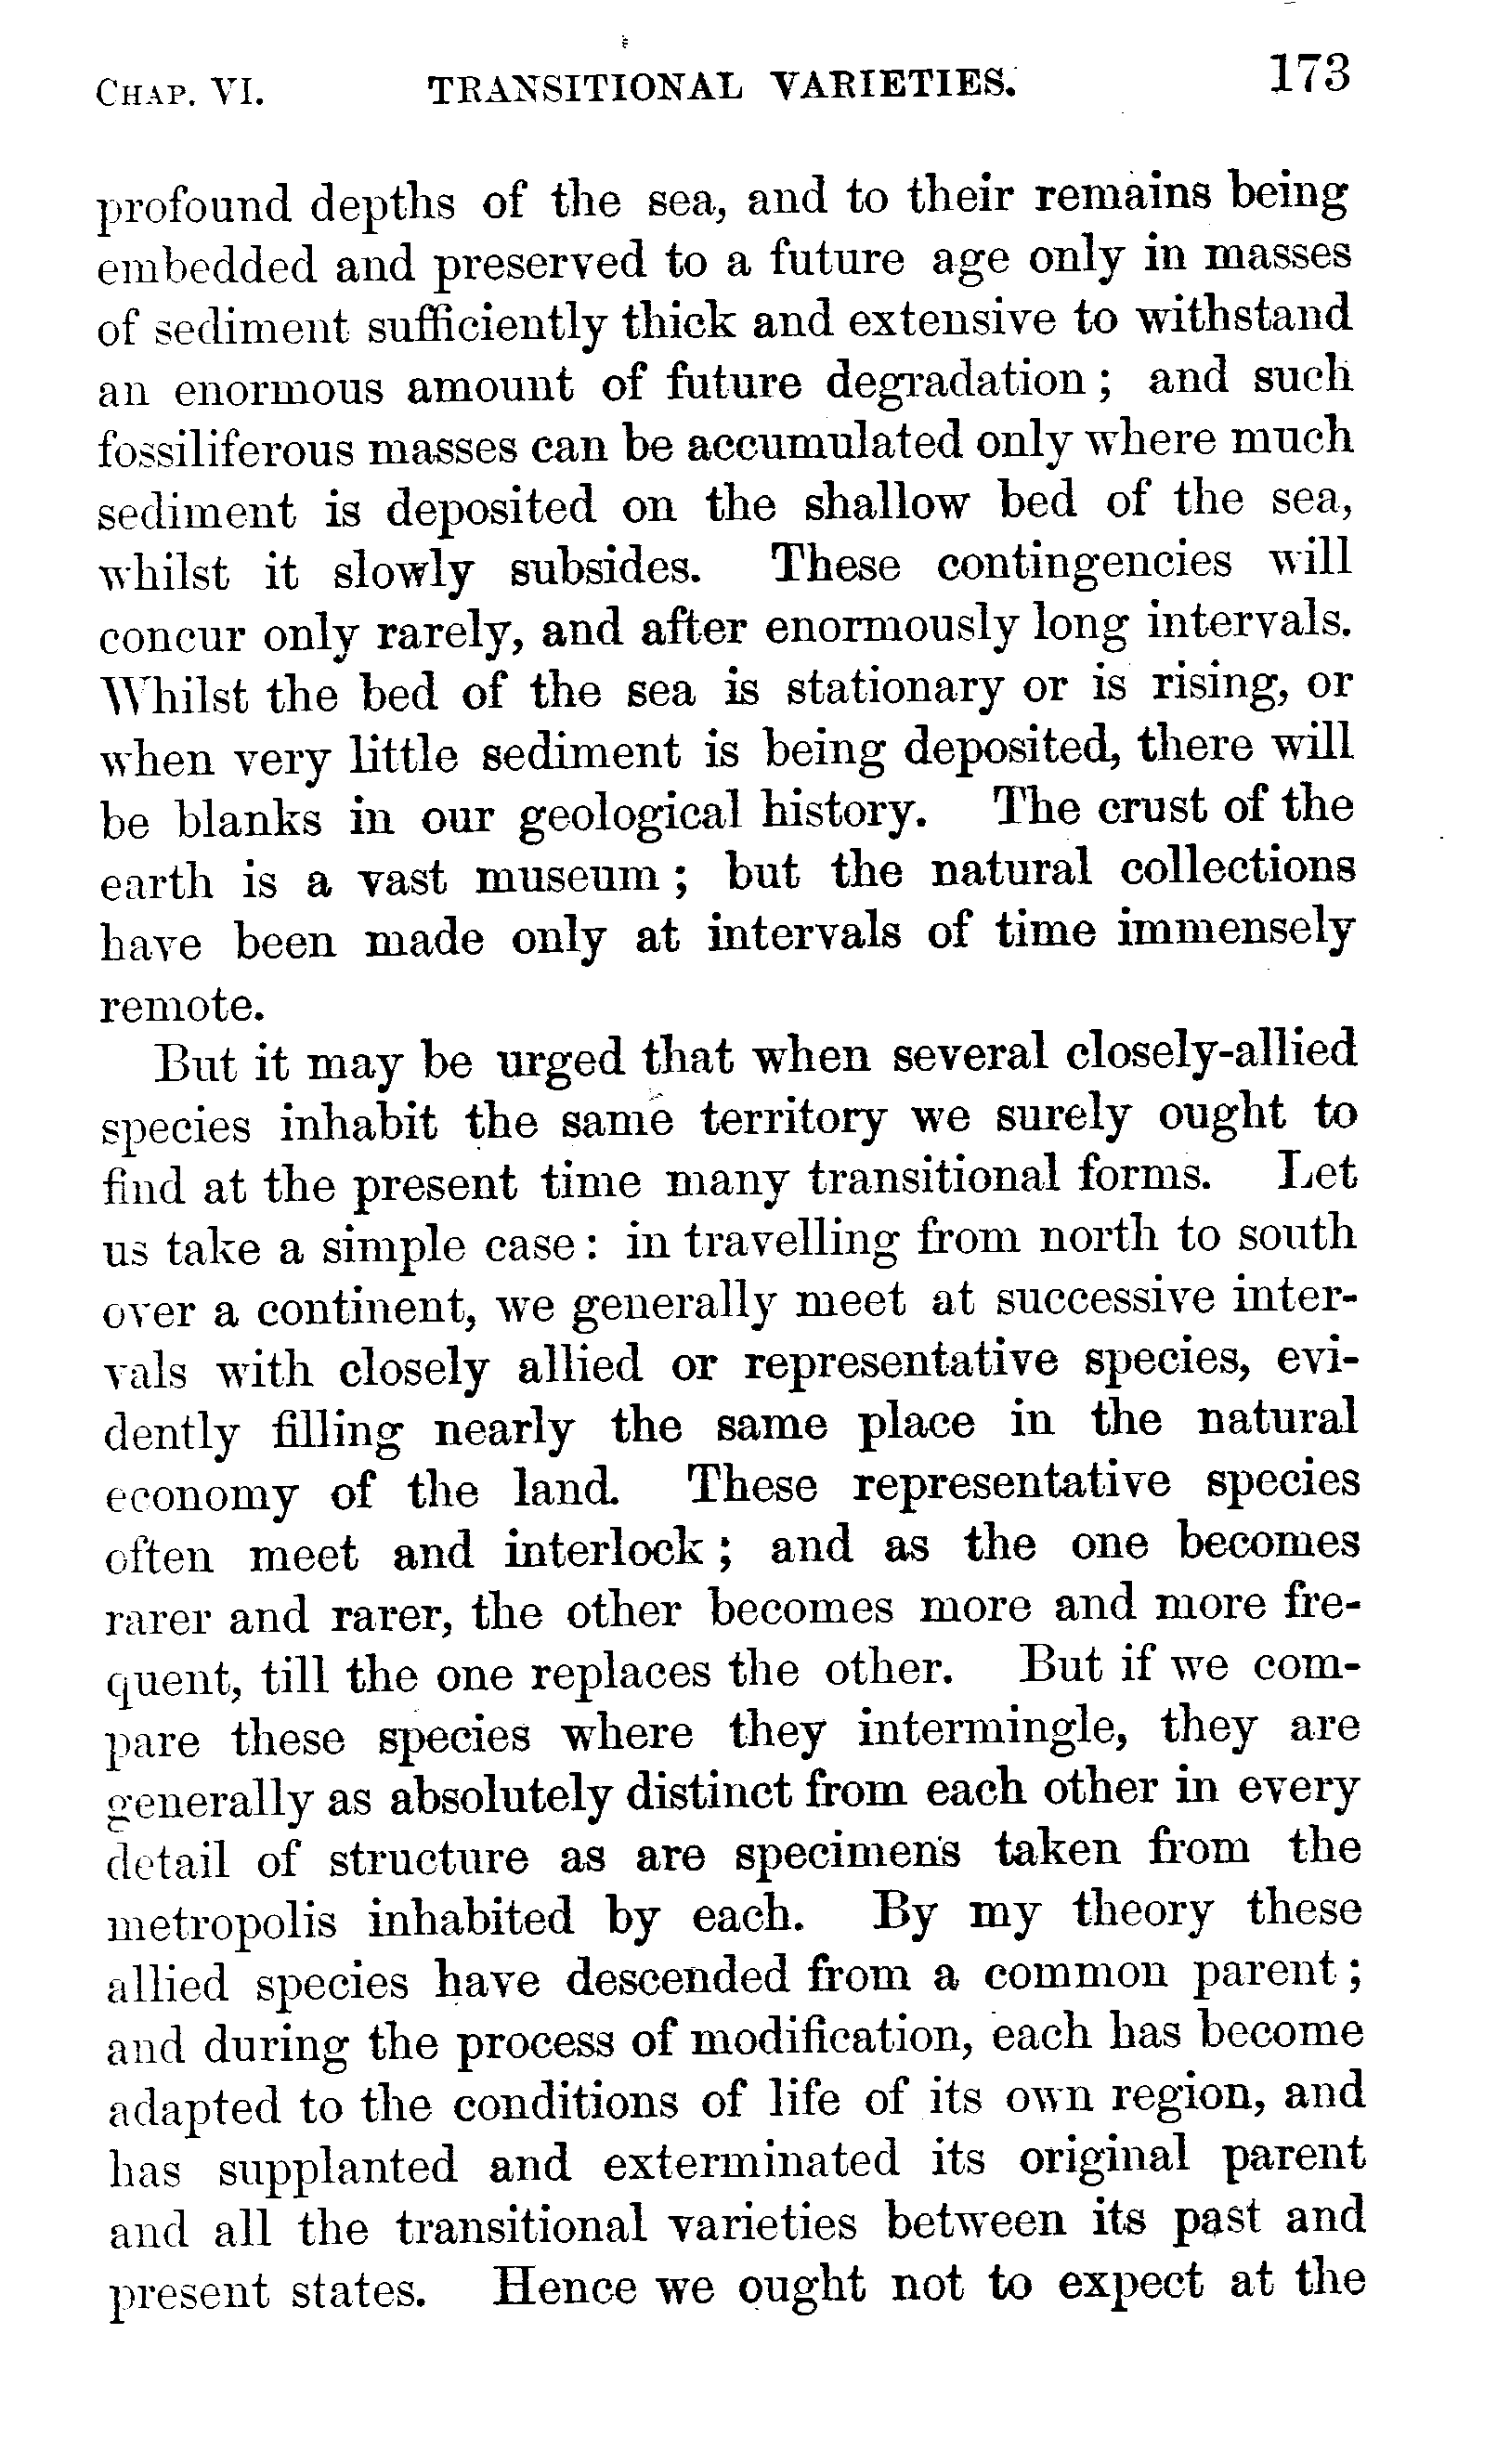 CHAP. VI. TRANSITIONAL VARIETIES. 173
profound depths of the sea, and to their remains being
embedded and preserved to a future age only in masses
of sediment sufficiently thick and extensive to withstand
an enormous amount of future degradation; and such
fossiliferous masses can be accumulated only where much
sediment is deposited on the shallow bed of the sea,
whilst it slowly subsides. These contingencies will
concur only rarely, and after enormously long intervals.
Whilst the bed of the sea is stationary or is rising, or
when very little sediment is being deposited, there will
be blanks in our geological history. The crust of the
earth is a vast museum; but the natural collections
have been made only at intervals of time immensely
remote.
But it may be urged that when several closely-allied
species inhabit the same territory we surely ought to
find at the present time many transitional forms. Let
us take a simple case: in travelling from north to south
over a continent, we generally meet at successive inter-
vals with closely allied or representative species, evi-
dently filling nearly the same place in the natural
economy of the land. These representative species
often meet and interlock; and as the one becomes
rarer and rarer, the other becomes more and more fre-
quent, till the one replaces the other. But if we com-
pare these species where they intermingle, they are
generally as absolutely distinct from each other in every
detail of structure as are specimens taken from the
metropolis inhabited by each. By my theory these
allied species have descended from a common parent;
and during the process of modification, each has become
adapted to the conditions of life of its own region, and
has supplanted and exterminated its original parent
and all the transitional varieties between its past and
present states. Hence we ought not to expect at the